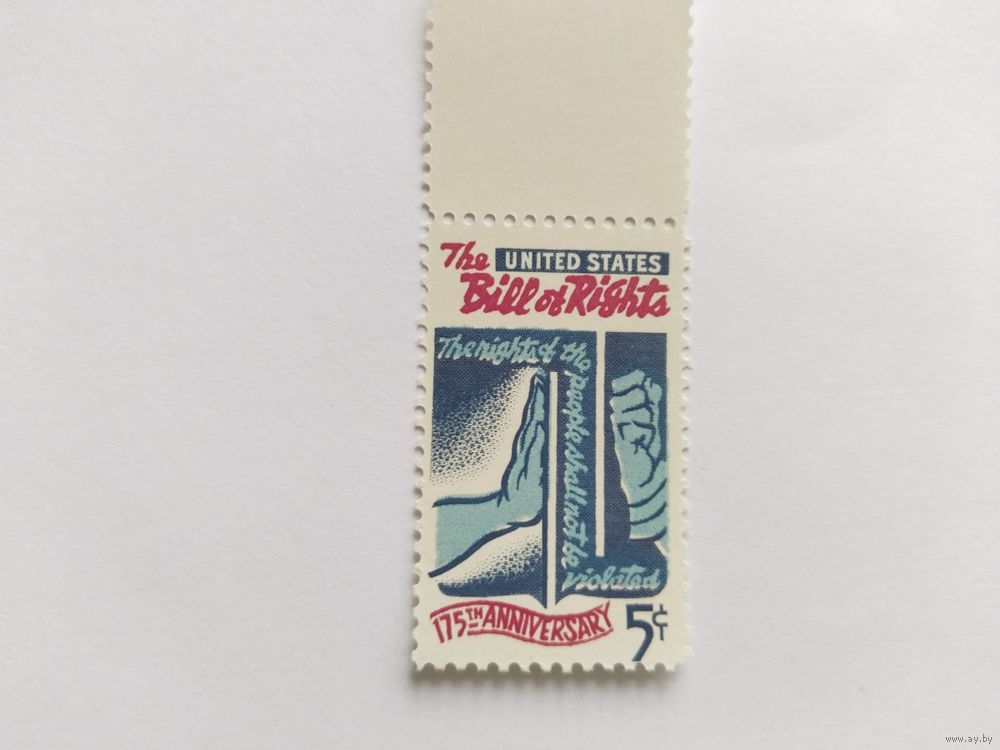 The UNITED STATES
Bill of Rights
The rights of the
people shall not be
violated
175TH ANNIVERSARY
5¢
www.ay.by